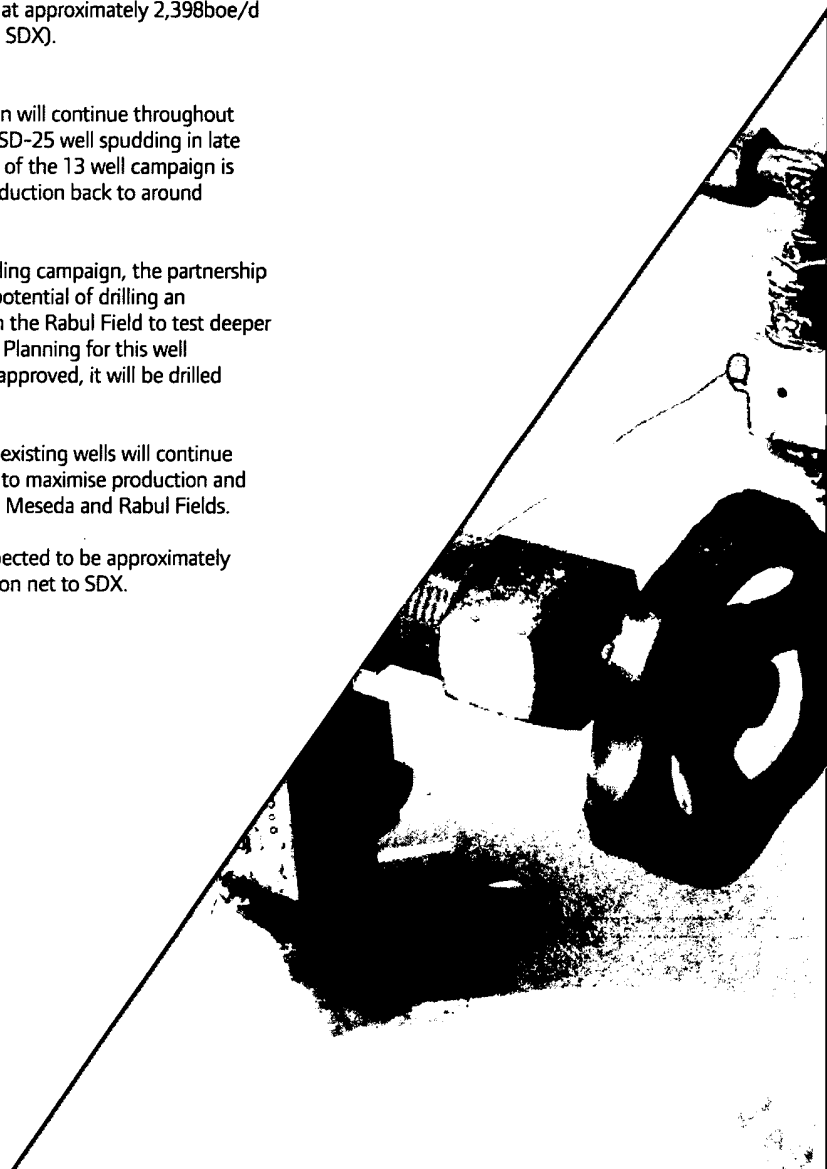 at approximately 2,398boe/d
SDX).
n will continue throughout
SD-25 well spudding in late
of the 13 well campaign is
duction back to around
ling campaign, the partnership
potential of drilling an
n the Rabul Field to test deeper
Planning for this well
approved, it will be drilled
existing wells will continue
to maximise production and
Meseda and Rabul Fields.
pected to be approximately
on net to SDX.